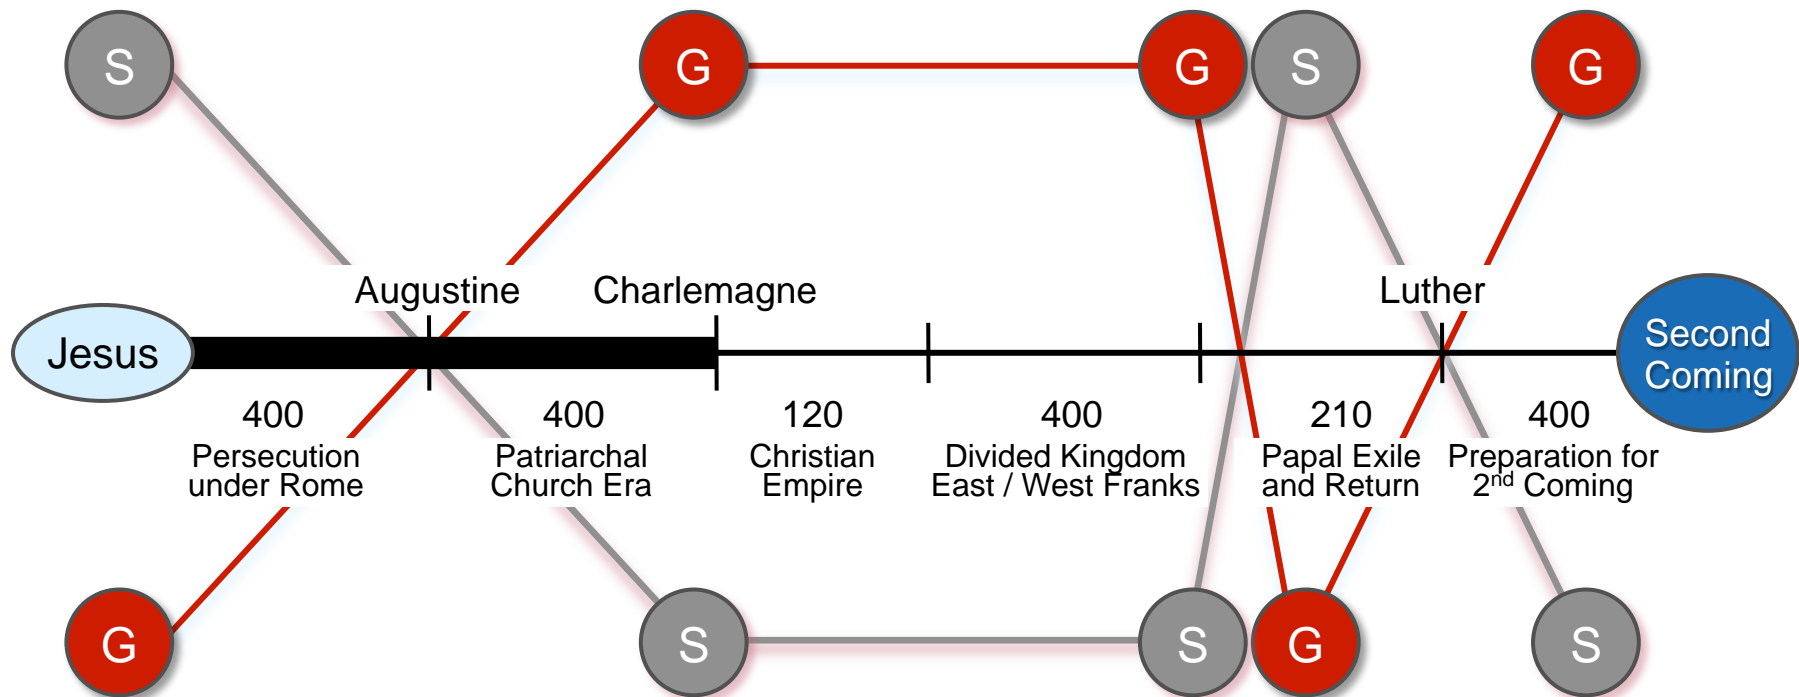 S
G
G
S
G
Augustine
Charlemagne
Luther
Jesus
Second
Coming
400
Persecution
under Rome
400
Patriarchal
Church Era
120
Christian
Empire
400
Divided Kingdom
East / West Franks
210
Papal Exile
and Return
400
Preparation for
2nd Coming
G
S
S
G
S